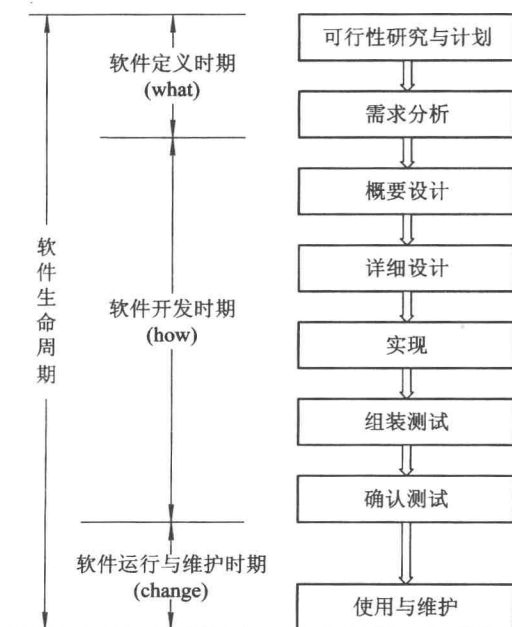 可行性研究与计划
软件定义时期
(what)
需求分析
概要设计
软件生命周期
详细设计
软件开发时期
(how)
实现
组装测试
确认测试
软件运行与维护时期
(change)
使用与维护